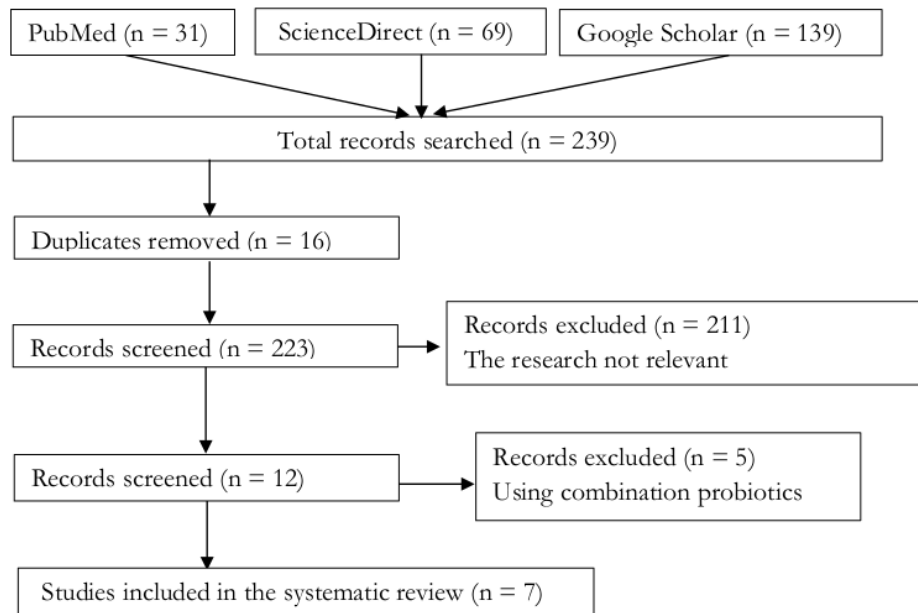 PubMed (n = 31)
ScienceDirect (n = 69)
Google Scholar (n = 139)
Total records searched (n = 239)
Duplicates removed (n = 16)
Records screened (n = 223)
Records excluded (n = 211)
The research not relevant
Records screened (n = 12)
Records excluded (n = 5)
Using combination probiotics
Studies included in the systematic review (n = 7)